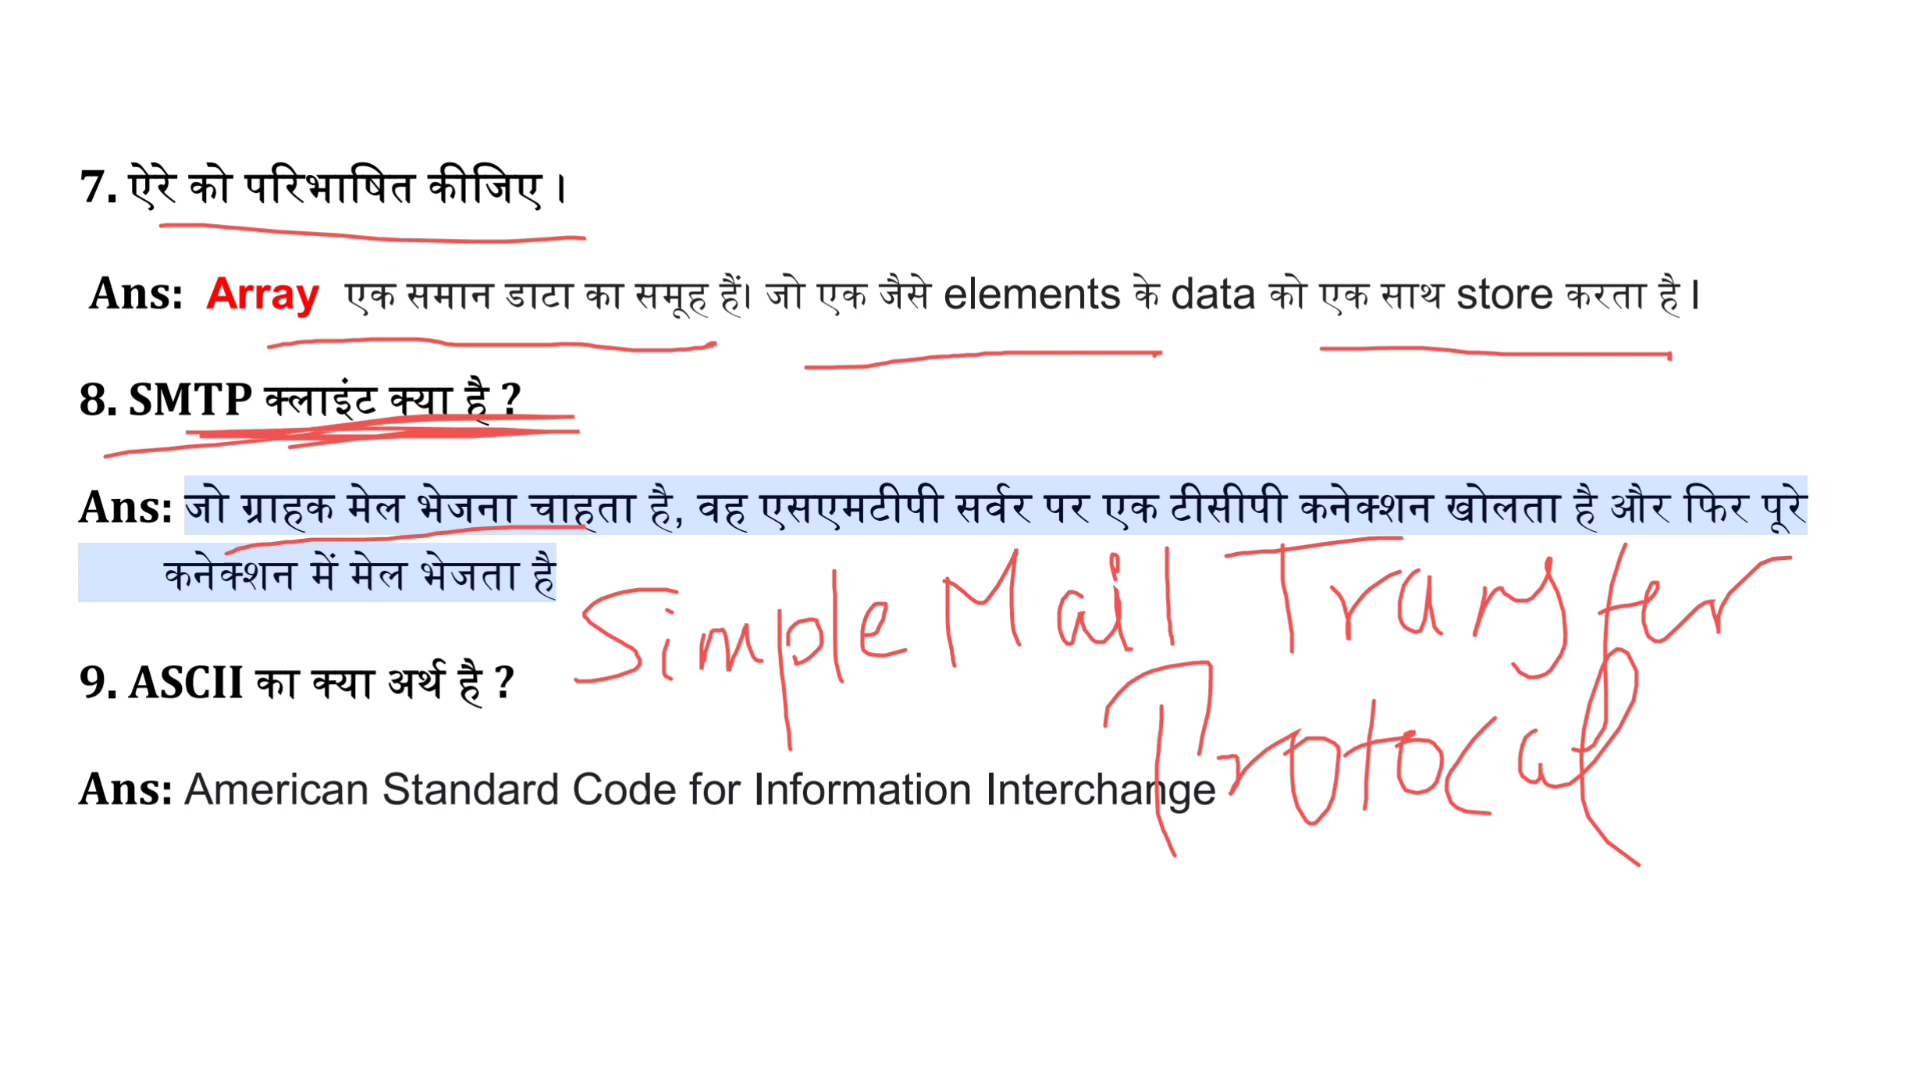 7. ऐरे को परिभाषित कीजिए ।
Ans: Array एक समान डाटा का समूह हैं। जो एक जैसे elements के data को एक साथ store करता है ।
8. SMTP क्लाइंट क्या है ?
Ans: जो ग्राहक मेल भेजना चाहता है, वह एसएमटीपी सर्वर पर एक टीसीपी कनेक्शन खोलता है और फिर पूरे
कनेक्शन में मेल भेजता है
Simple Mail Transfer
Protocal
9. ASCII का क्या अर्थ है ?
Ans: American Standard Code for Information Interchange